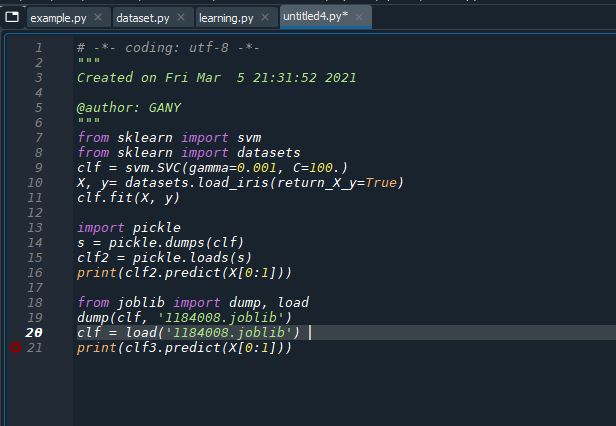 example.py dataset.py learning.py untitled4.py*
1 # -*- coding: utf-8 -*-
2 """
3 Created on Fri Mar  5 21:31:52 2021
4
5 @author: GANY
6 """
7 from sklearn import svm
8 from sklearn import datasets
9 clf = svm.SVC(gamma=0.001, C=100.)
10 X, y= datasets.load_iris(return_X_y=True)
11 clf.fit(X, y)
12
13 import pickle
14 s = pickle.dumps(clf)
15 clf2 = pickle.loads(s)
16 print(clf2.predict(X[0:1]))
17
18 from joblib import dump, load
19 dump(clf, '1184008.joblib')
20 clf = load('1184008.joblib')
21 print(clf3.predict(X[0:1]))